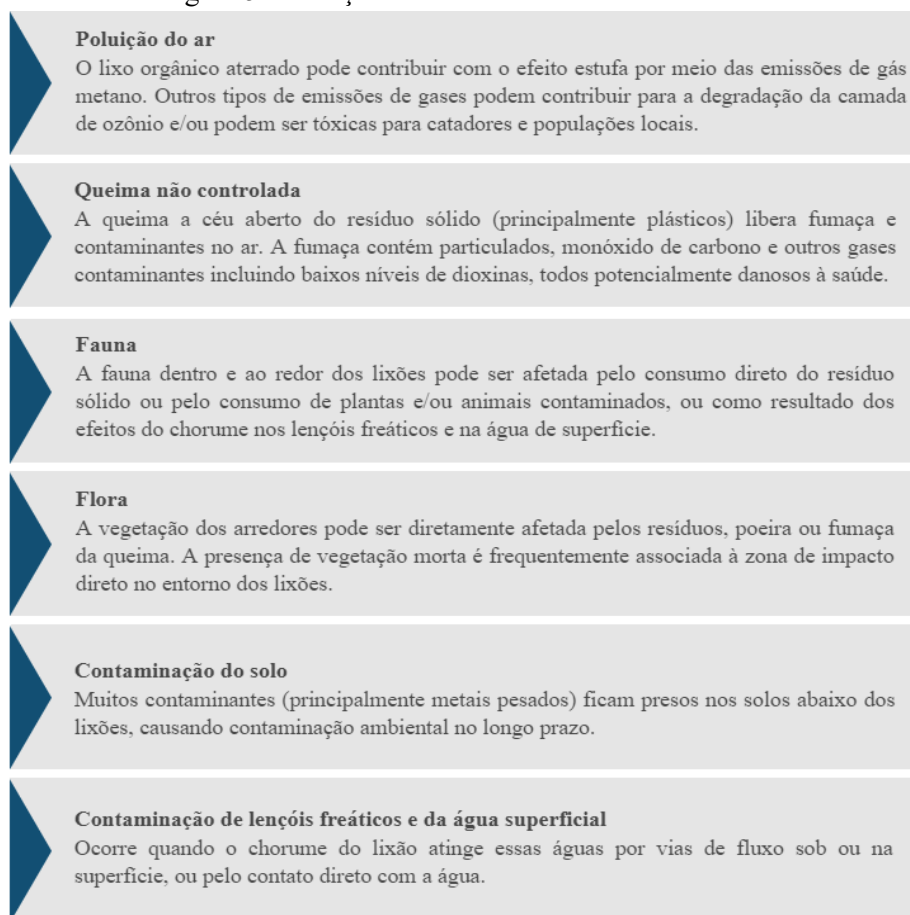 Poluição do ar
O lixo orgânico aterrado pode contribuir com o efeito estufa por meio das emissões de gás
metano. Outros tipos de emissões de gases podem contribuir para a degradação da camada
de ozônio e/ou podem ser tóxicas para catadores e populações locais.
Queima não controlada
A queima a céu aberto do resíduo sólido (principalmente plásticos) libera fumaça e
contaminantes no ar. A fumaça contém particulados, monóxido de carbono e outros gases
contaminantes incluindo baixos níveis de dioxinas, todos potencialmente danosos à saúde.
Fauna
A fauna dentro e ao redor dos lixões pode ser afetada pelo consumo direto do resíduo
sólido ou pelo consumo de plantas e/ou animais contaminados, ou como resultado dos
efeitos do chorume nos lençóis freáticos e na água de superfície.
Flora
A vegetação dos arredores pode ser diretamente afetada pelos resíduos, poeira ou fumaça
da queima. A presença de vegetação morta é frequentemente associada à zona de impacto
direto no entorno dos lixões.
Contaminação do solo
Muitos contaminantes (principalmente metais pesados) ficam presos nos solos abaixo dos
lixões, causando contaminação ambiental no longo prazo.
Contaminação de lençóis freáticos e da água superficial
Ocorre quando o chorume do lixão atinge essas águas por vias de fluxo sob ou na
superfície, ou pelo contato direto com a água.